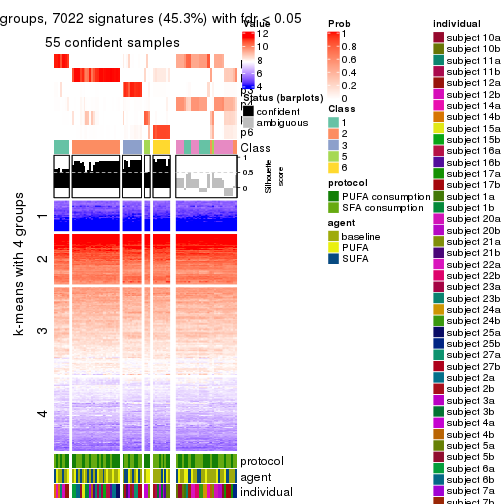 groups, 7022 signatures (45.3%) with fdr < 0.05
55 confident samples
k-means with 4 groups
1
2
3
4
p6
Class
1
0.5
0
Silhouette
score
protocol
agent
individual
Value
12
10
8
6
4
Status (barplots)
confident
ambiguous
Prob
1
0.8
0.6
0.4
0.2
0
Class
1
2
3
5
6
protocol
PUFA consumption
SFA consumption
agent
baseline
PUFA
SUFA
individual
subject 10a
subject 10b
subject 11a
subject 11b
subject 12a
subject 12b
subject 14a
subject 14b
subject 15a
subject 15b
subject 16a
subject 16b
subject 17a
subject 17b
subject 1a
subject 1b
subject 20a
subject 20b
subject 21a
subject 21b
subject 22a
subject 22b
subject 23a
subject 23b
subject 24a
subject 24b
subject 25a
subject 25b
subject 27a
subject 27b
subject 2a
subject 2b
subject 3a
subject 3b
subject 4a
subject 4b
subject 5a
subject 5b
subject 6a
subject 6b
subject 7a
subject 7b